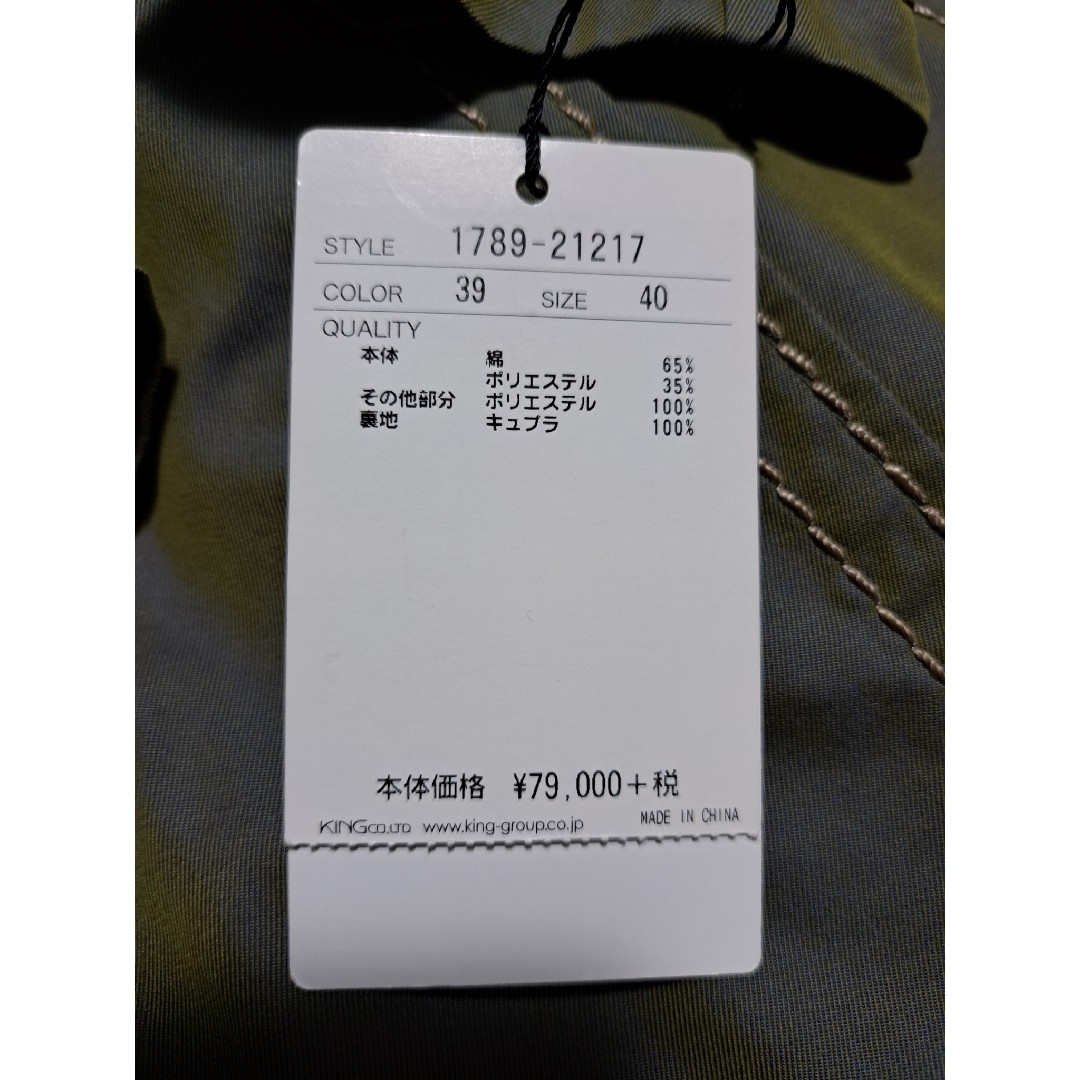 STYLE 1789-21217
COLOR 39 SIZE 40
QUALITY
本体 綿 65%
ポリエステル 35%
その他部分 ポリエステル 100%
裏地 キュプラ 100%
本体価格 ¥79,000+税
KING CO.,LTD www.king-group.co.jp MADE IN CHINA